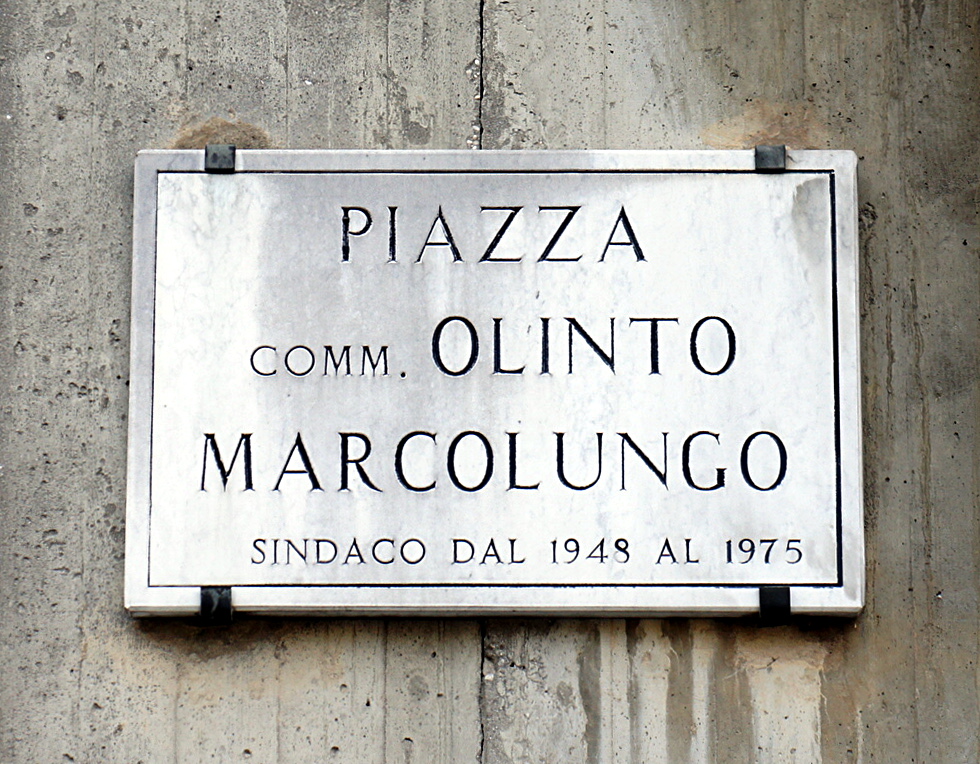 PIAZZA
COMM. OLINTO
MARCOLUNGO
SINDACO DAL 1948 AL 1975